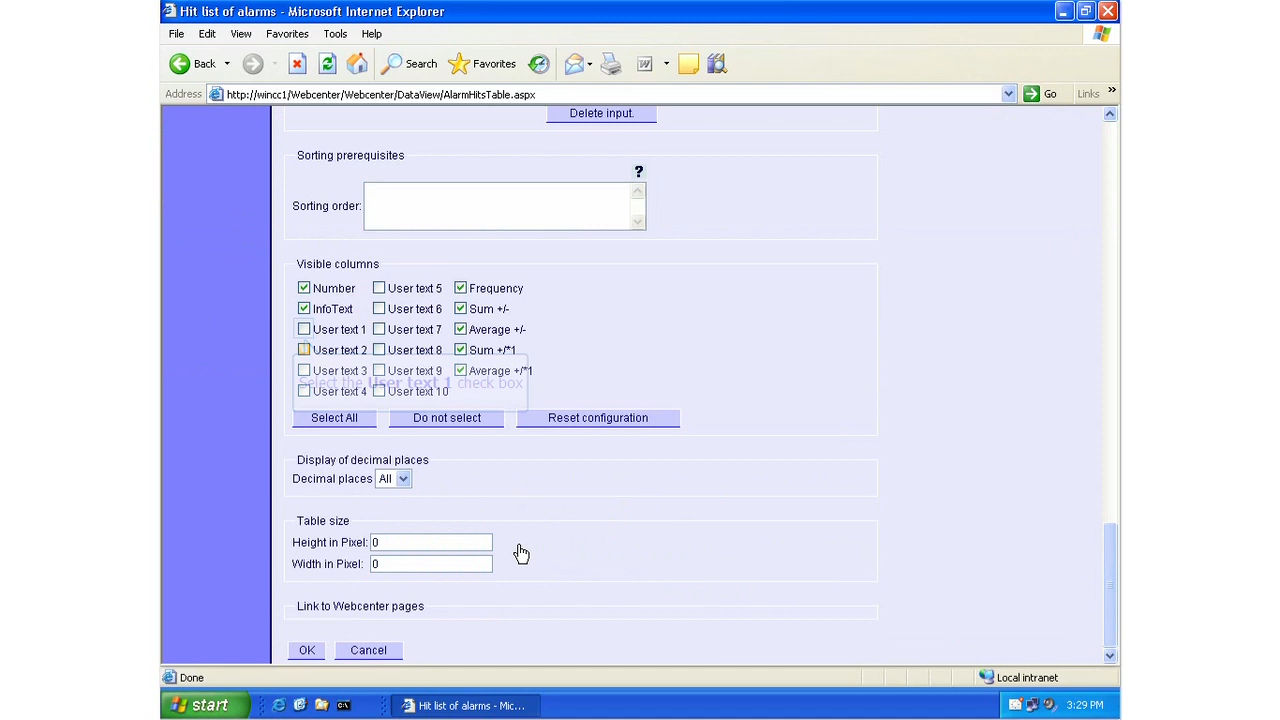 Hit list of alarms - Microsoft Internet Explorer
File Edit View Favorites Tools Help
Back Search Favorites
Address http://wincc1/Webcenter/Webcenter/DataView/AlarmHitsTable.aspx Go Links »
Delete input.
Sorting prerequisites
?
Sorting order:
Visible columns
Number User text 5 Frequency
InfoText User text 6 Sum +/-
User text 1 User text 7 Average +/-
User text 2 User text 8 Sum +/*1
User text 3 User text 9 Average +/*1
Select the User text 1 check box
User text 4 User text 10
Select All Do not select Reset configuration
Display of decimal places
Decimal places All
Table size
Height in Pixel: 0
Width in Pixel: 0
Link to Webcenter pages
OK Cancel
Done Local intranet
start Hit list of alarms - Mic... 3:29 PM